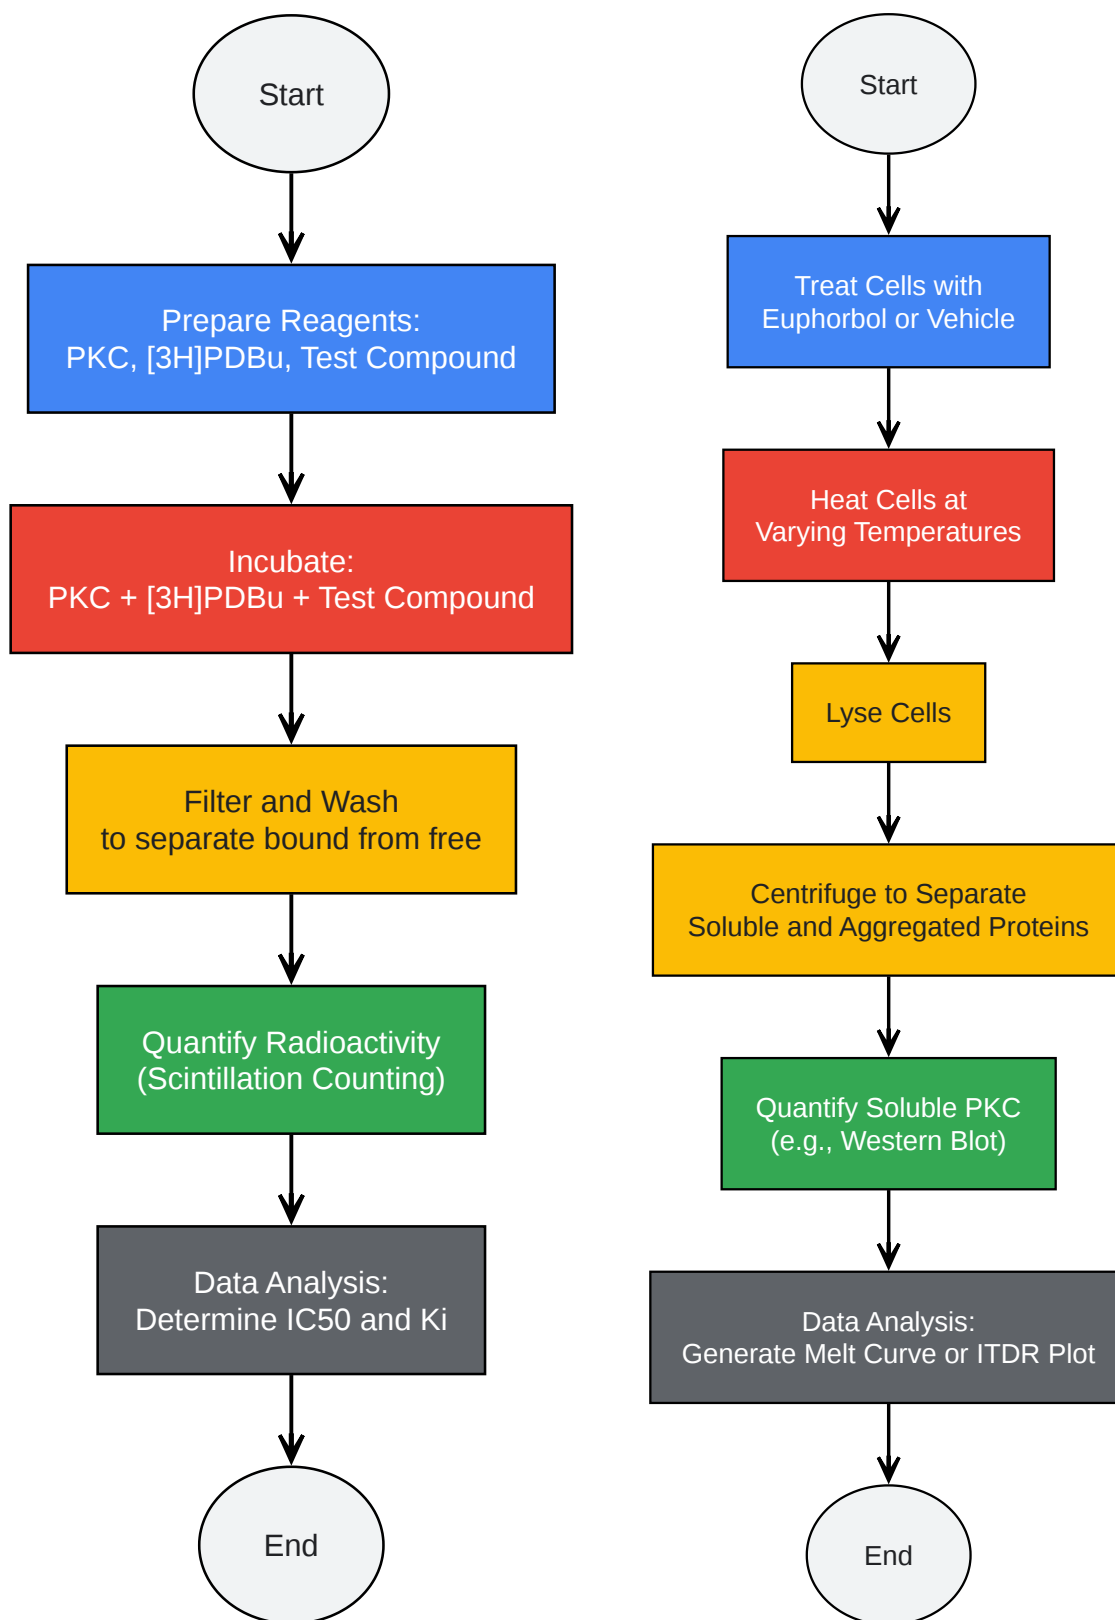 Start
Prepare Reagents:
PKC, [3H]PDBu, Test Compound
Incubate:
PKC + [3H]PDBu + Test Compound
Filter and Wash
to separate bound from free
Quantify Radioactivity
(Scintillation Counting)
Data Analysis:
Determine IC50 and Ki
End
Start
Treat Cells with
Euphorbol or Vehicle
Heat Cells at
Varying Temperatures
Lyse Cells
Centrifuge to Separate
Soluble and Aggregated Proteins
Quantify Soluble PKC
(e.g., Western Blot)
Data Analysis:
Generate Melt Curve or ITDR Plot
End